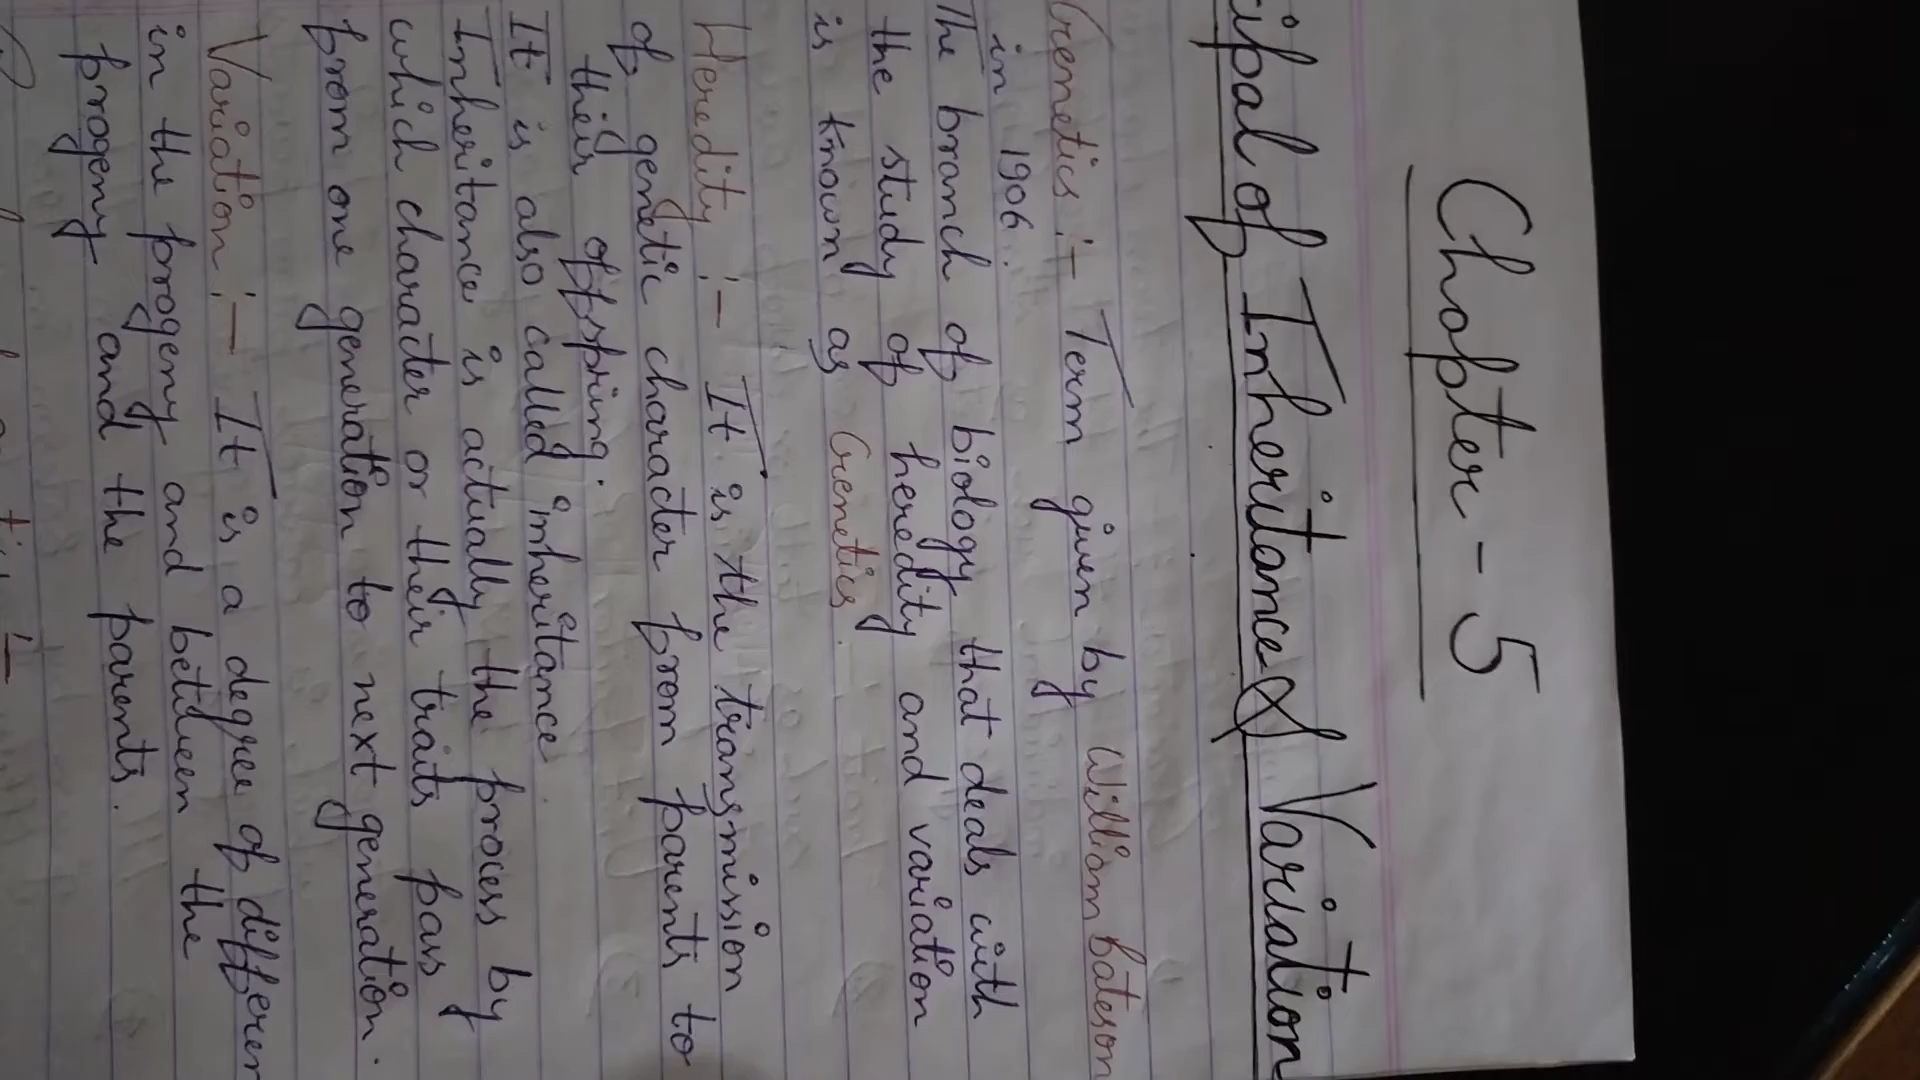 Chapter - 5
cipal of Inheritance & Variation
Genetics :- Term given by William bateson
in 1906.
The branch of biology that deals with
the study of heredity and variation
is known as Genetics.
Heredity :- It is the transmission
of genetic character from parents to
their offspring.
It is also called inheritance
Inheritance is actually the process by
which character or their traits pass
from one generation to next generation.
Variation :- It is a degree of differen
in the progeny and between the
progeny and the parents.